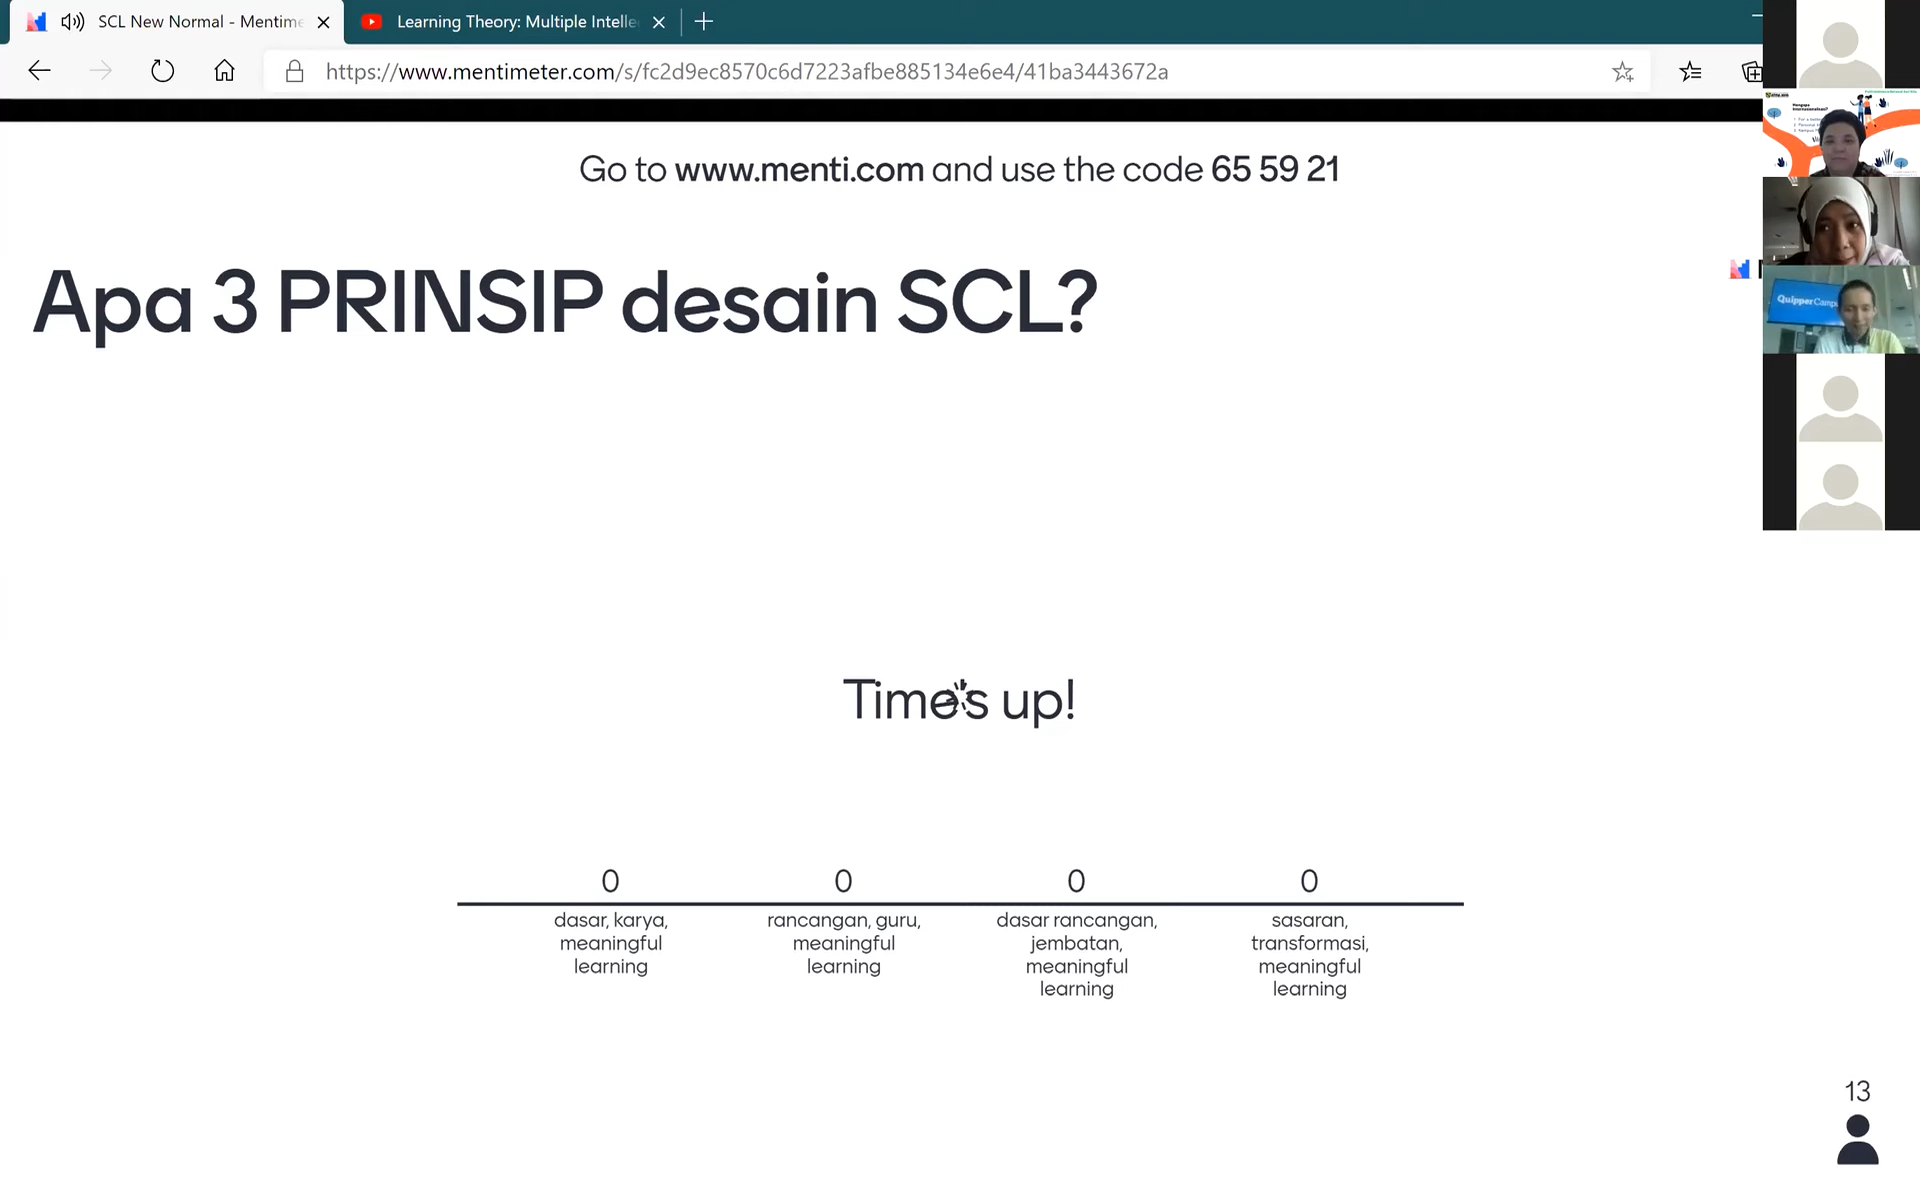 SCL New Normal - Mentime
Learning Theory: Multiple Intelle
https://www.mentimeter.com/s/fc2d9ec8570c6d7223afbe885134e6e4/41ba3443672a
Go to www.menti.com and use the code 65 59 21
Apa 3 PRINSIP desain SCL?
Quipper Camp
Time's up!
0
0
0
0
dasar, karya,
meaningful
learning
rancangan, guru,
meaningful
learning
dasar rancangan,
jembatan,
meaningful
learning
sasaran,
transformasi,
meaningful
learning
13